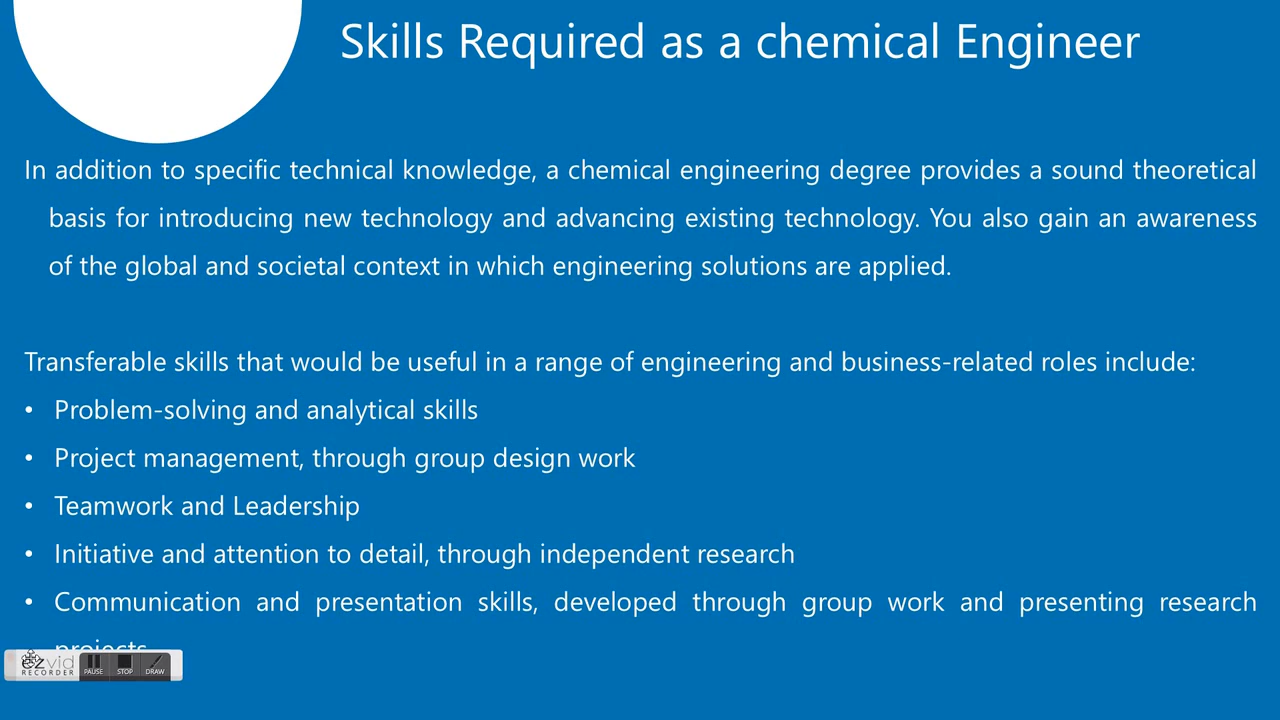 Skills Required as a chemical Engineer
In addition to specific technical knowledge, a chemical engineering degree provides a sound theoretical
basis for introducing new technology and advancing existing technology. You also gain an awareness
of the global and societal context in which engineering solutions are applied.
Transferable skills that would be useful in a range of engineering and business-related roles include:
• Problem-solving and analytical skills
• Project management, through group design work
• Teamwork and Leadership
• Initiative and attention to detail, through independent research
• Communication and presentation skills, developed through group work and presenting research
projects
ezvid
RECORDER
PAUSE STOP DRAW